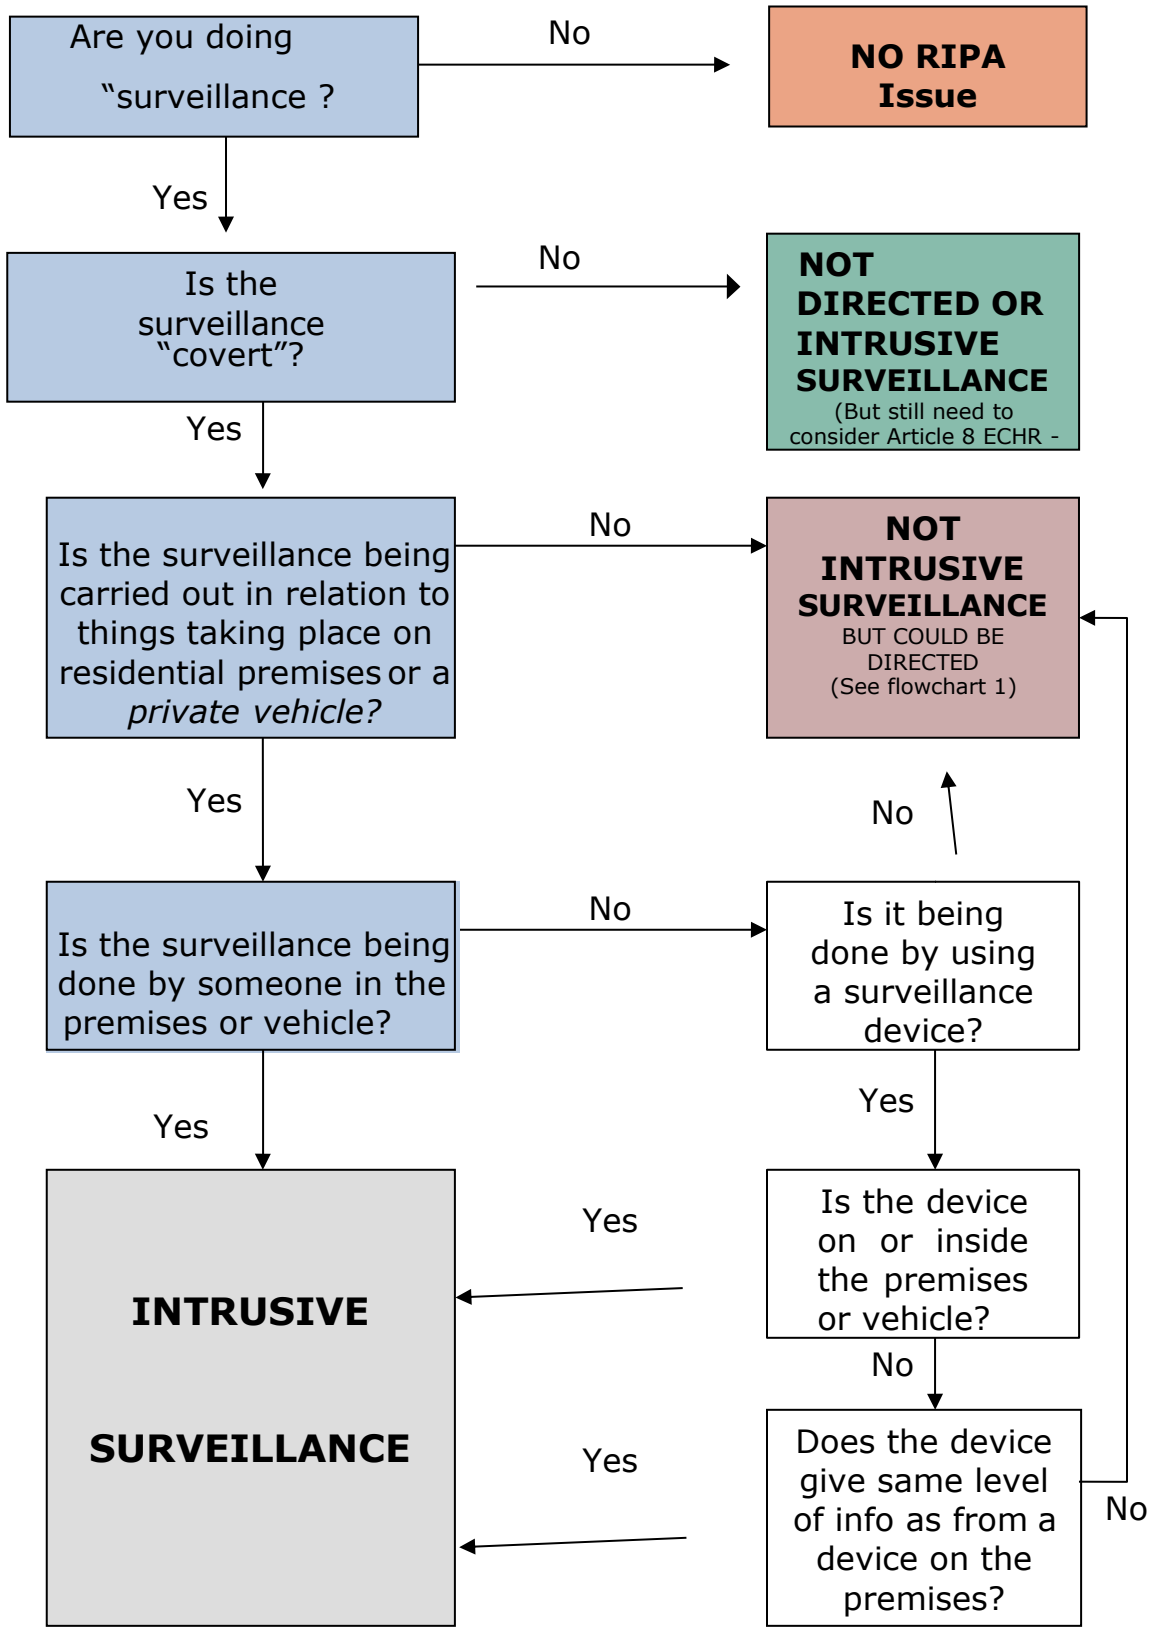 Are you doing
“surveillance ?
No
NO RIPA
Issue
Yes
Is the
surveillance
“covert”?
No
NOT
DIRECTED OR
INTRUSIVE
SURVEILLANCE
(But still need to
consider Article 8 ECHR -
Yes
Is the surveillance being
carried out in relation to
things taking place on
residential premises or a
private vehicle?
No
NOT
INTRUSIVE
SURVEILLANCE
BUT COULD BE
DIRECTED
(See flowchart 1)
Yes
No
Is the surveillance being
done by someone in the
premises or vehicle?
No
Is it being
done by using
a surveillance
device?
Yes
Yes
INTRUSIVE
SURVEILLANCE
Yes
Is the device
on or inside
the premises
or vehicle?
No
Yes
Does the device
give same level
of info as from a
device on the
premises?
No